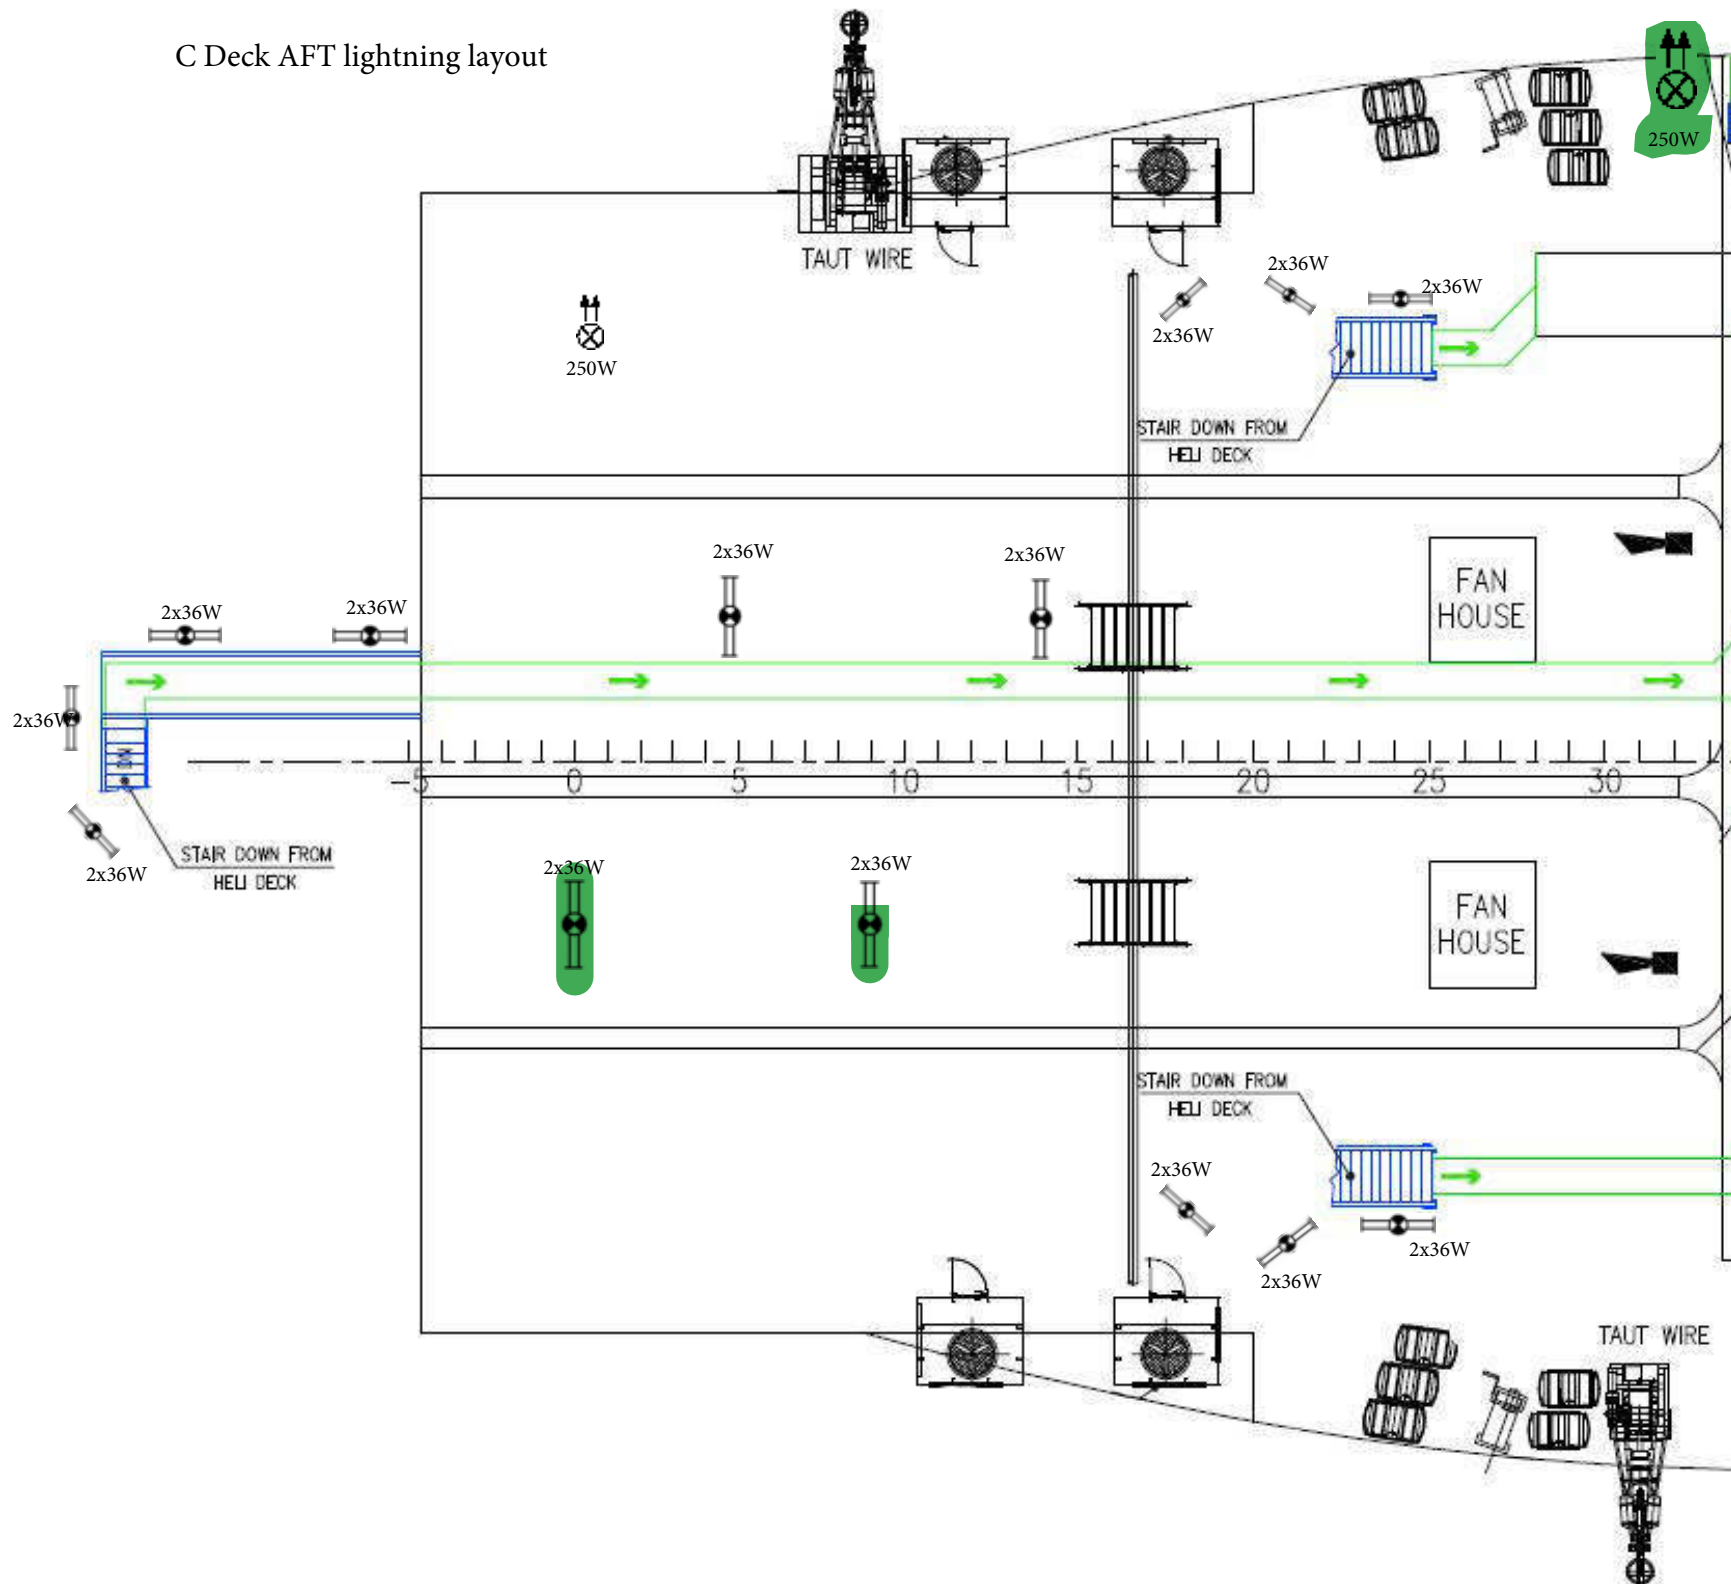 C Deck AFT lightning layout
250W
TAUT WIRE
2x36W
2x36W
2x36W
250W
STAIR DOWN FROM
HELI DECK
2x36W
2x36W
FAN
HOUSE
2x36W
2x36W
2x36W
DN
-5
0
5
10
15
20
25
30
STAIR DOWN FROM
HELI DECK
2x36W
2x36W
2x36W
FAN
HOUSE
STAIR DOWN FROM
HELI DECK
2x36W
2x36W
2x36W
TAUT WIRE